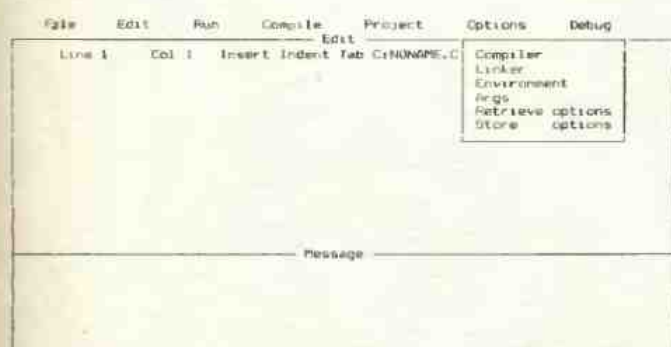 File Edit Run Compile Project Options Debug
Edit
Line 1 Col 1 Insert Indent Tab C:NONAME.C
Compiler
Linker
Environment
Args
Retrieve options
Store options
Message